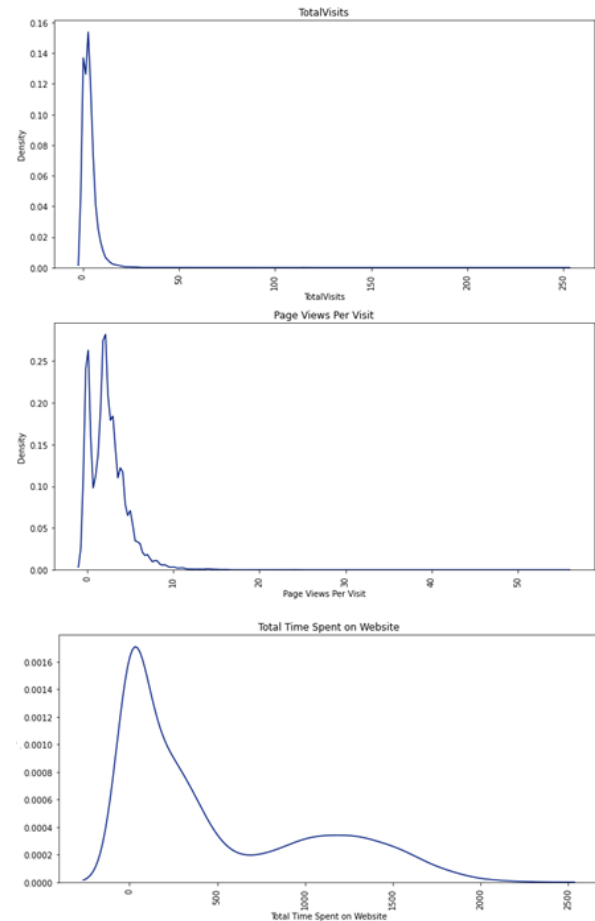 TotalVisits
0.16
0.14
0.12
0.10
Density
0.08
0.06
0.04
0.02
0.00
0 50 100 150 200 250
TotalVisits
Page Views Per Visit
0.25
0.20
0.15
Density
0.10
0.05
0.00
0 10 20 30 40 50
Page Views Per Visit
Total Time Spent on Website
0.0016
0.0014
0.0012
0.0010
0.0008
0.0006
0.0004
0.0002
0.0000
0 500 1000 1500 2000 2500
Total Time Spent on Website